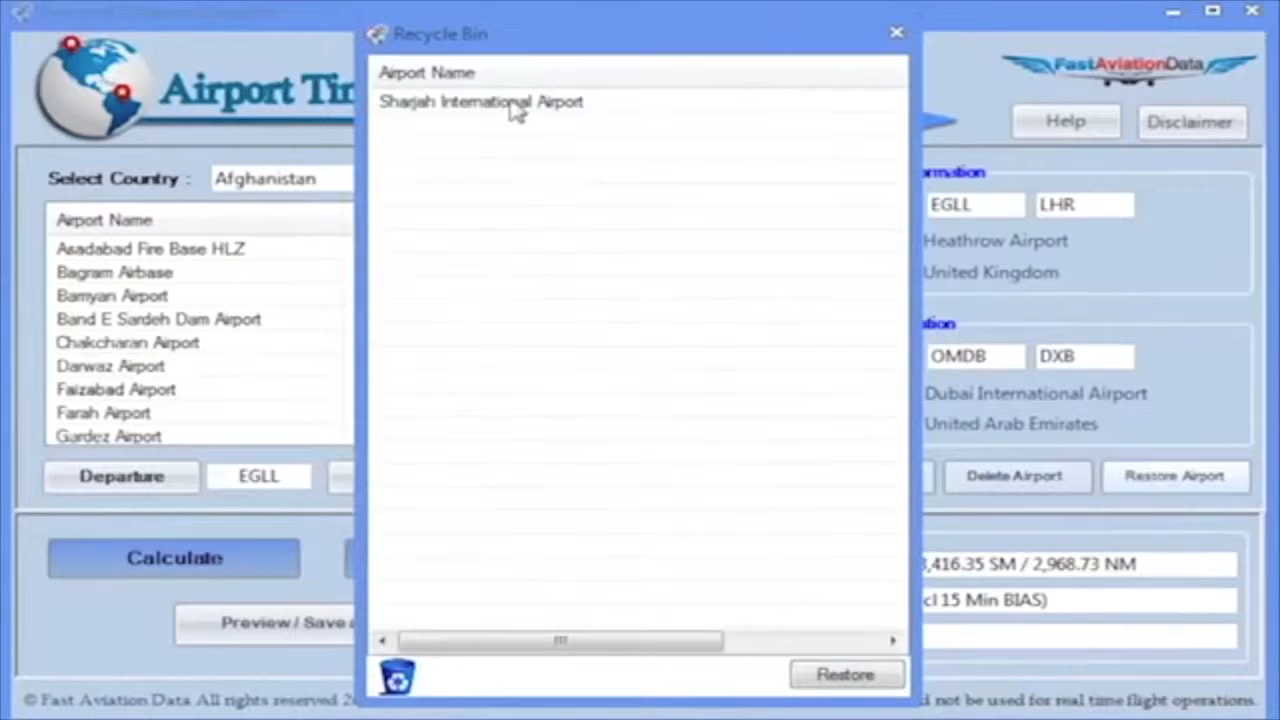 Recycle Bin
Airport Name
Sharjah International Airport
Restore
Airport
FastAviationData
Help
Disclaimer
Select Country :
Afghanistan
Airport Name
Asadabad Fire Base HLZ
Bagram Airbase
Bamyan Airport
Band E Sardeh Dam Airport
Chakcharan Airport
Darwaz Airport
Faizabad Airport
Farah Airport
Gardez Airport
Departure
EGLL
EGLL
LHR
Heathrow Airport
United Kingdom
OMDB
DXB
Dubai International Airport
United Arab Emirates
Delete Airport
Restore Airport
Calculate
Preview / Save
,416.35 SM / 2,968.73 NM
15 Min BIAS)
© Fast Aviation Data All rights reserved
not be used for real time flight operations.